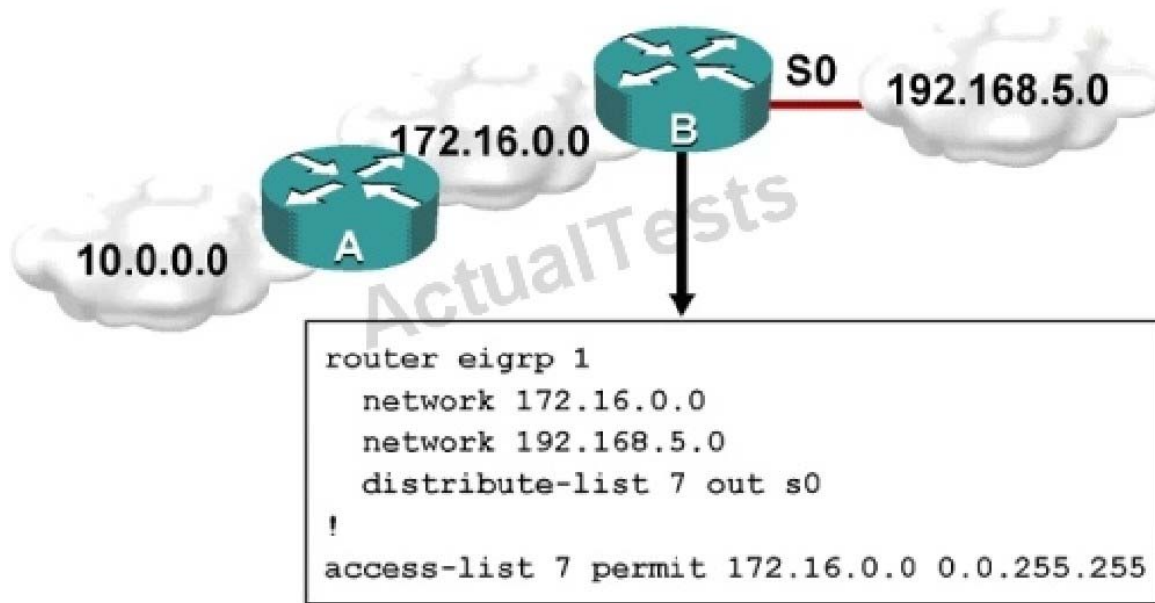 S0
192.168.5.0
B
172.16.0.0
A
10.0.0.0
ActualTests
router eigrp 1
network 172.16.0.0
network 192.168.5.0
distribute-list 7 out s0
!
access-list 7 permit 172.16.0.0 0.0.255.255